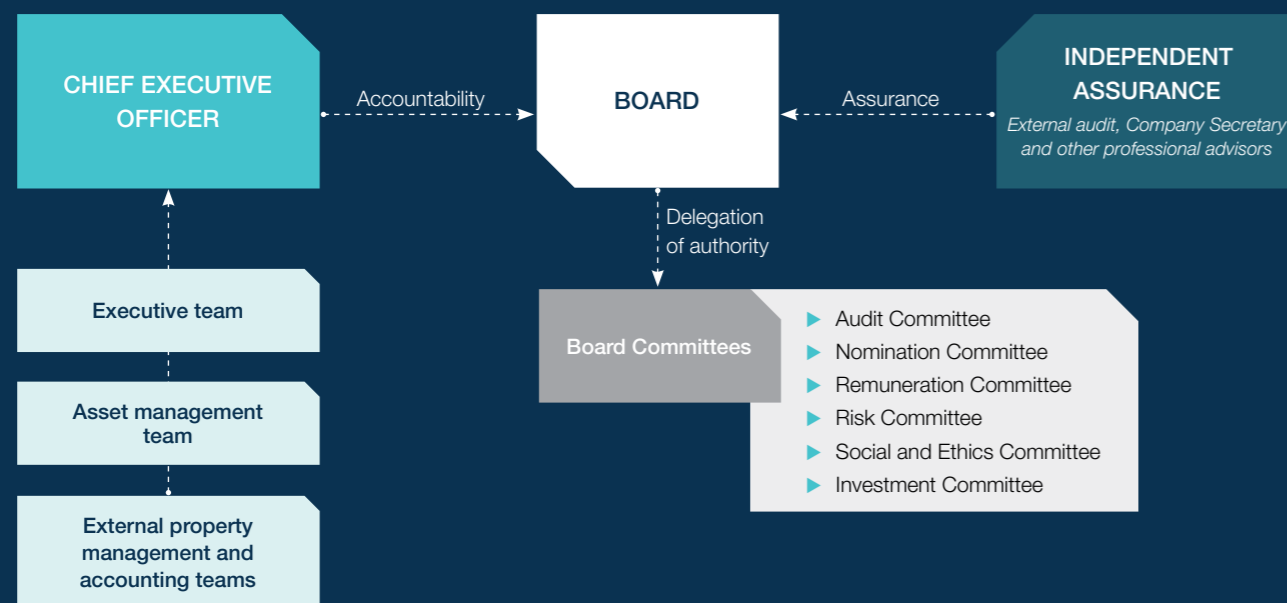 CHIEF EXECUTIVE
OFFICER
Accountability
BOARD
Assurance
INDEPENDENT
ASSURANCE
External audit, Company Secretary
and other professional advisors
Delegation
of authority
Executive team
Asset management
team
External property
management and
accounting teams
Board Committees
Audit Committee
Nomination Committee
Remuneration Committee
Risk Committee
Social and Ethics Committee
Investment Committee